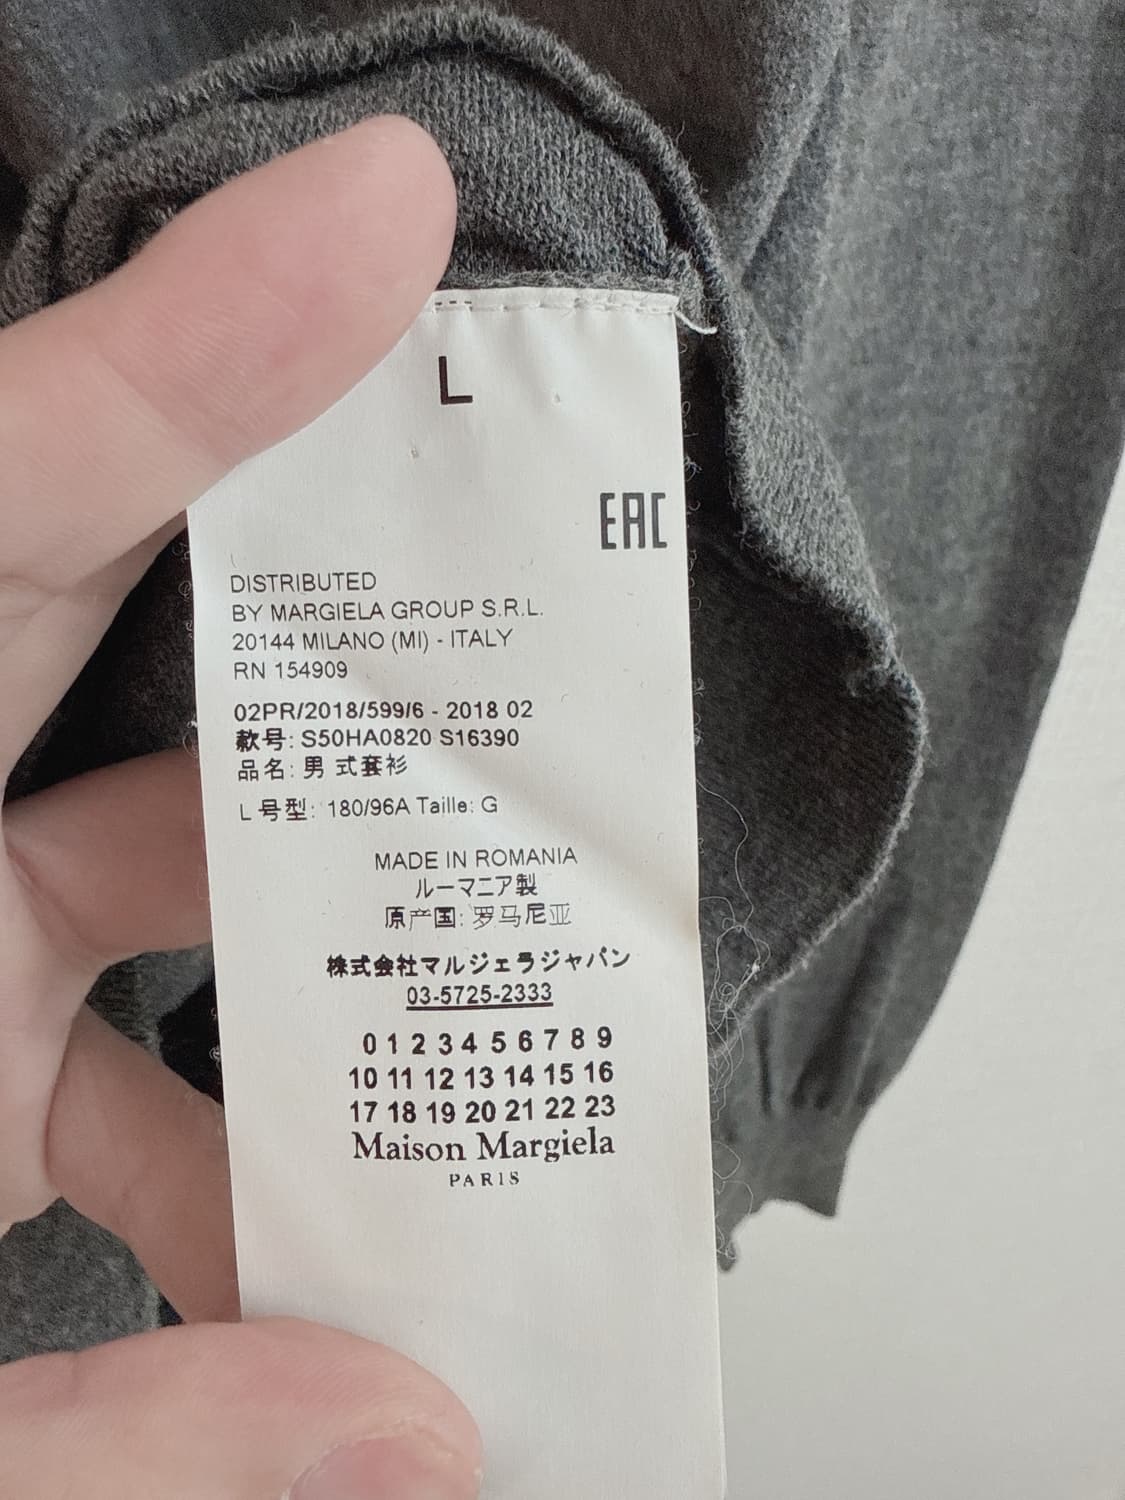 L
EAC
DISTRIBUTED
BY MARGIELA GROUP S.R.L.
20144 MILANO (MI) - ITALY
RN 154909
02PR/2018/599/6 - 2018 02
款号: S50HA0820 S16390
品名: 男 式套衫
L 号型: 180/96A Taille: G
MADE IN ROMANIA
ルーマニア製
原产国: 罗马尼亚
株式会社マルジェラジャパン
03-5725-2333
0 1 2 3 4 5 6 7 8 9
10 11 12 13 14 15 16
17 18 19 20 21 22 23
Maison Margiela
PARIS